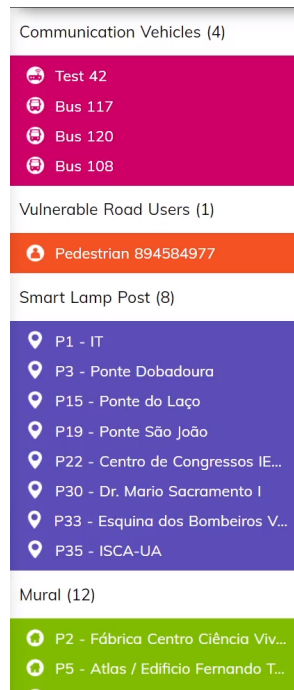 Communication Vehicles (4)
Test 42
Bus 117
Bus 120
Bus 108
Vulnerable Road Users (1)
Pedestrian 894584977
Smart Lamp Post (8)
P1 - IT
P3 - Ponte Dobadoura
P15 - Ponte do Laço
P19 - Ponte São João
P22 - Centro de Congressos IE...
P30 - Dr. Mario Sacramento I
P33 - Esquina dos Bombeiros V...
P35 - ISCA-UA
Mural (12)
P2 - Fábrica Centro Ciência Viv...
P5 - Atlas / Edificio Fernando T...